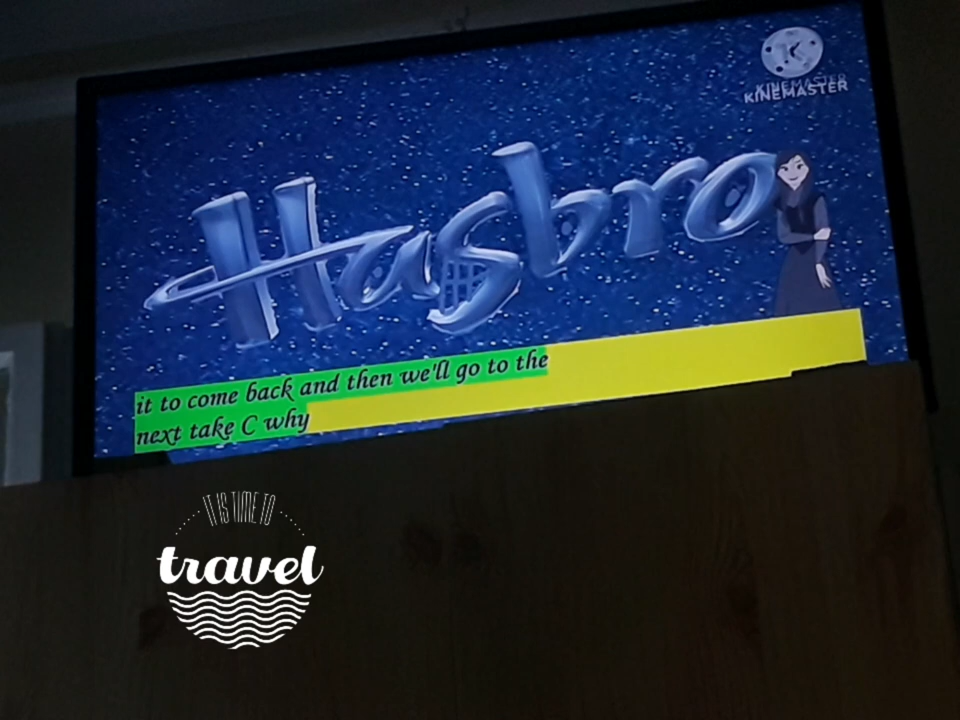 KINEMASTER
KINEMASTER
Hasbro
it to come back and then we'll go to the
next take C why
IT IS TIME TO
travel